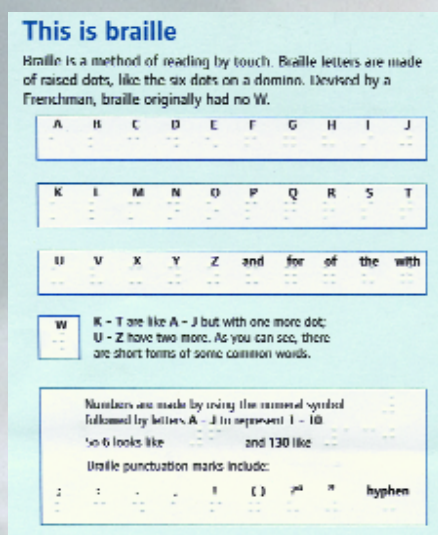 This is braille
Braille is a method of reading by touch. Braille letters are made
of raised dots, like the six dots on a domino. Devised by a
Frenchman, braille originally had no W.
A B C D E F G H I J
K L M N O P Q R S T
U V X Y Z and for of the with
W
K - T are like A - J but with one more dot;
U - Z have two more. As you can see, there
are short forms of some common words.
Numbers are made by using the numeral symbol
followed by letters A - J to represent 1 - 10.
So 6 looks like and 130 like
Braille punctuation marks include:
; : . , ! ( ) hyphen